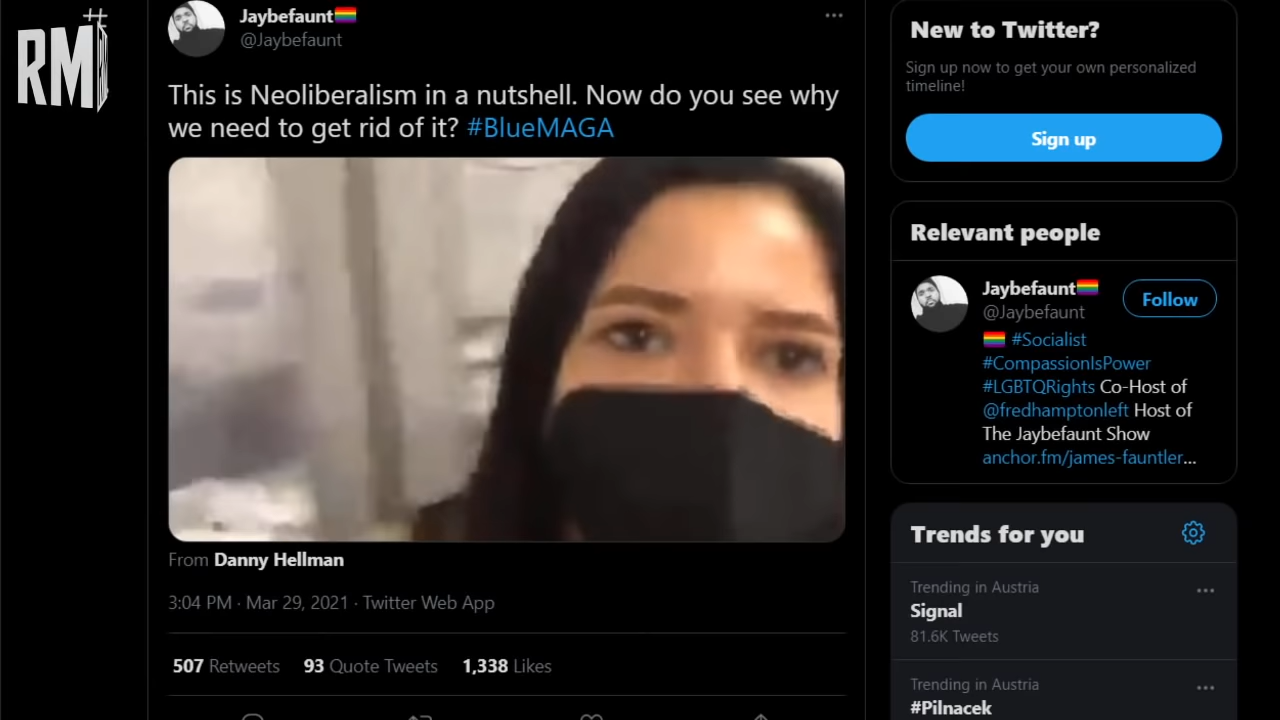 #
RM
Jaybefaunt🏳️‍🌈
@Jaybefaunt
This is Neoliberalism in a nutshell. Now do you see why
we need to get rid of it? #BlueMAGA
From Danny Hellman
3:04 PM · Mar 29, 2021 · Twitter Web App
507 Retweets 93 Quote Tweets 1,338 Likes
New to Twitter?
Sign up now to get your own personalized
timeline!
Sign up
Relevant people
Jaybefaunt🏳️‍🌈
@Jaybefaunt
Follow
🏳️‍🌈 #Socialist
#CompassionIsPower
#LGBTQRights Co-Host of
@fredhamptonleft Host of
The Jaybefaunt Show
anchor.fm/james-fauntler...
Trends for you
Trending in Austria
Signal
81.6K Tweets
Trending in Austria
#Pilnacek